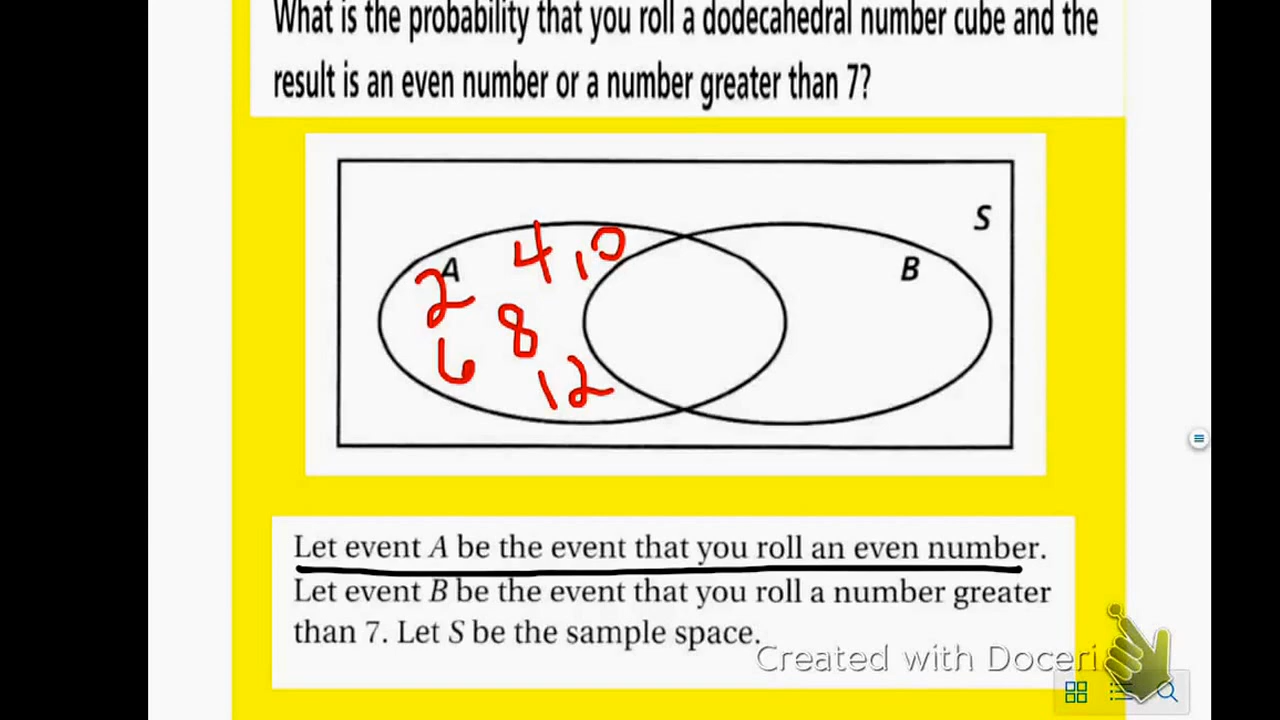 What is the probability that you roll a dodecahedral number cube and the
result is an even number or a number greater than 7?
S
A
B
4 10
2
8
6
12
Let event A be the event that you roll an even number.
Let event B be the event that you roll a number greater
than 7. Let S be the sample space.
Created with Doceri